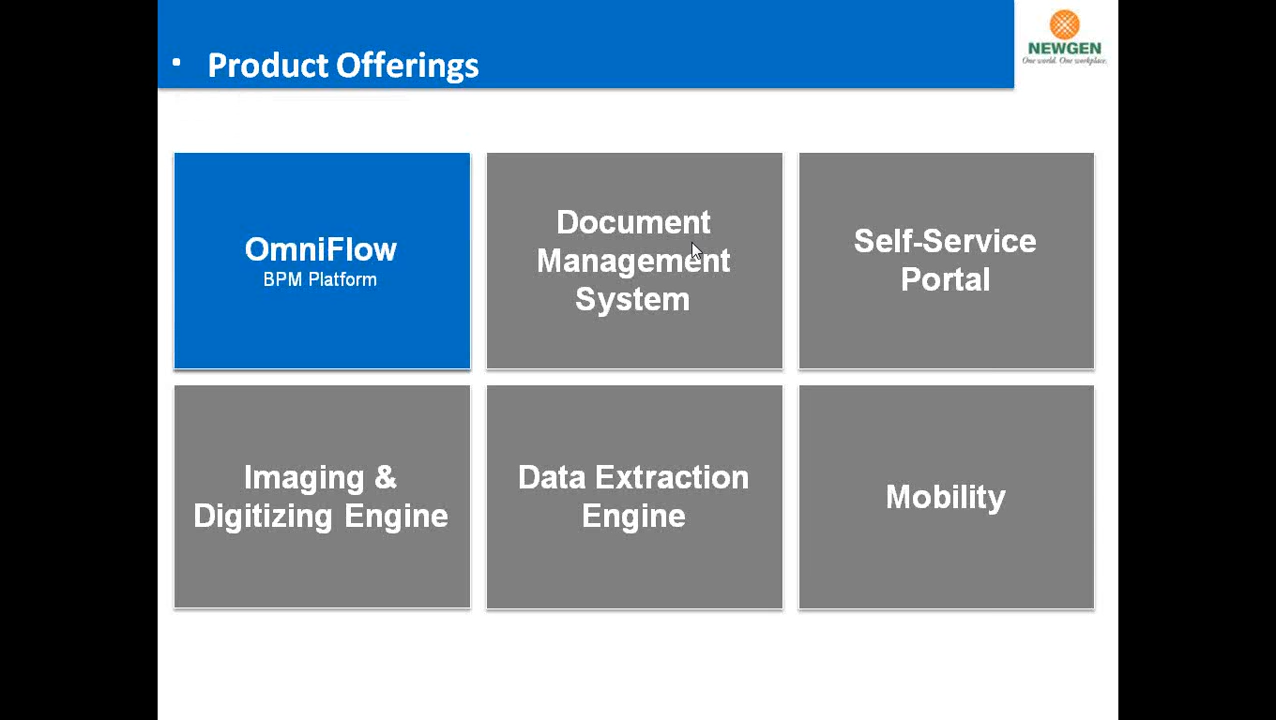 • Product Offerings
NEWGEN
One world. One workplace.
OmniFlow
BPM Platform
Document
Management
System
Self-Service
Portal
Imaging &
Digitizing Engine
Data Extraction
Engine
Mobility